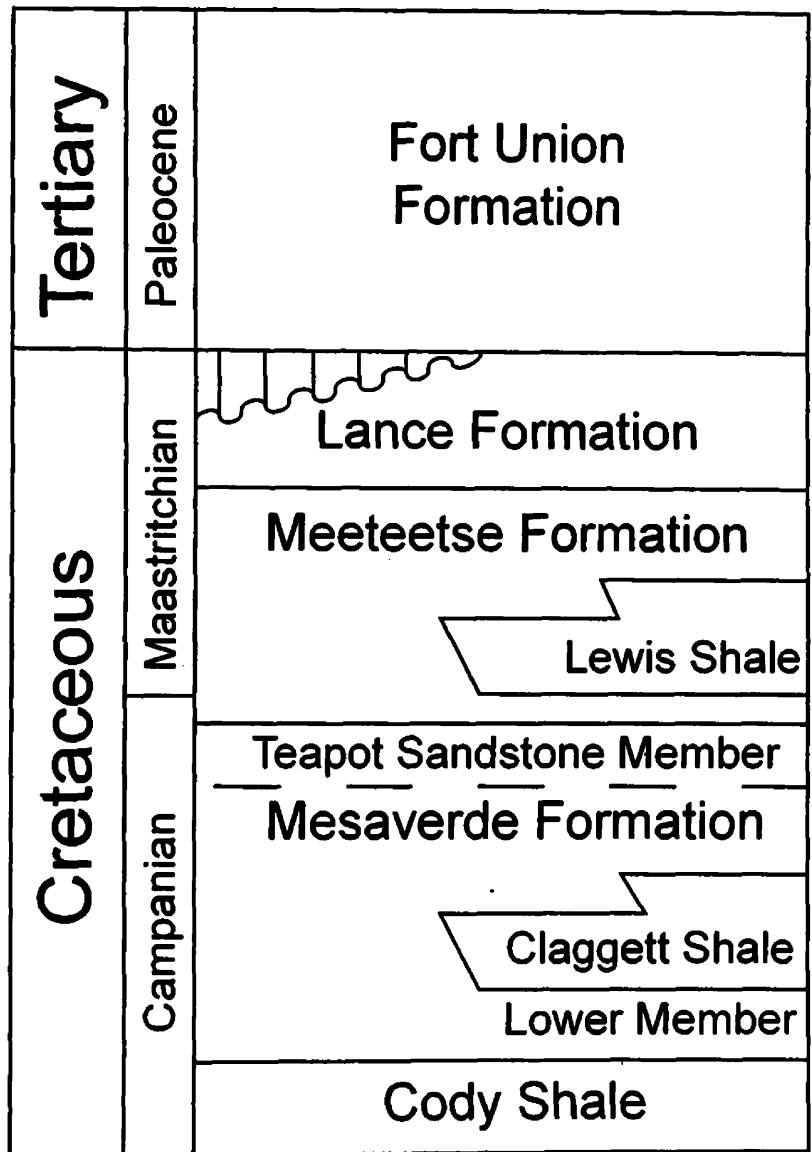 Tertiary
Paleocene
Fort Union
Formation
Cretaceous
Maastritchian
Lance Formation
Meeteetse Formation
Lewis Shale
Campanian
Teapot Sandstone Member
Mesaverde Formation
Claggett Shale
Lower Member
Cody Shale